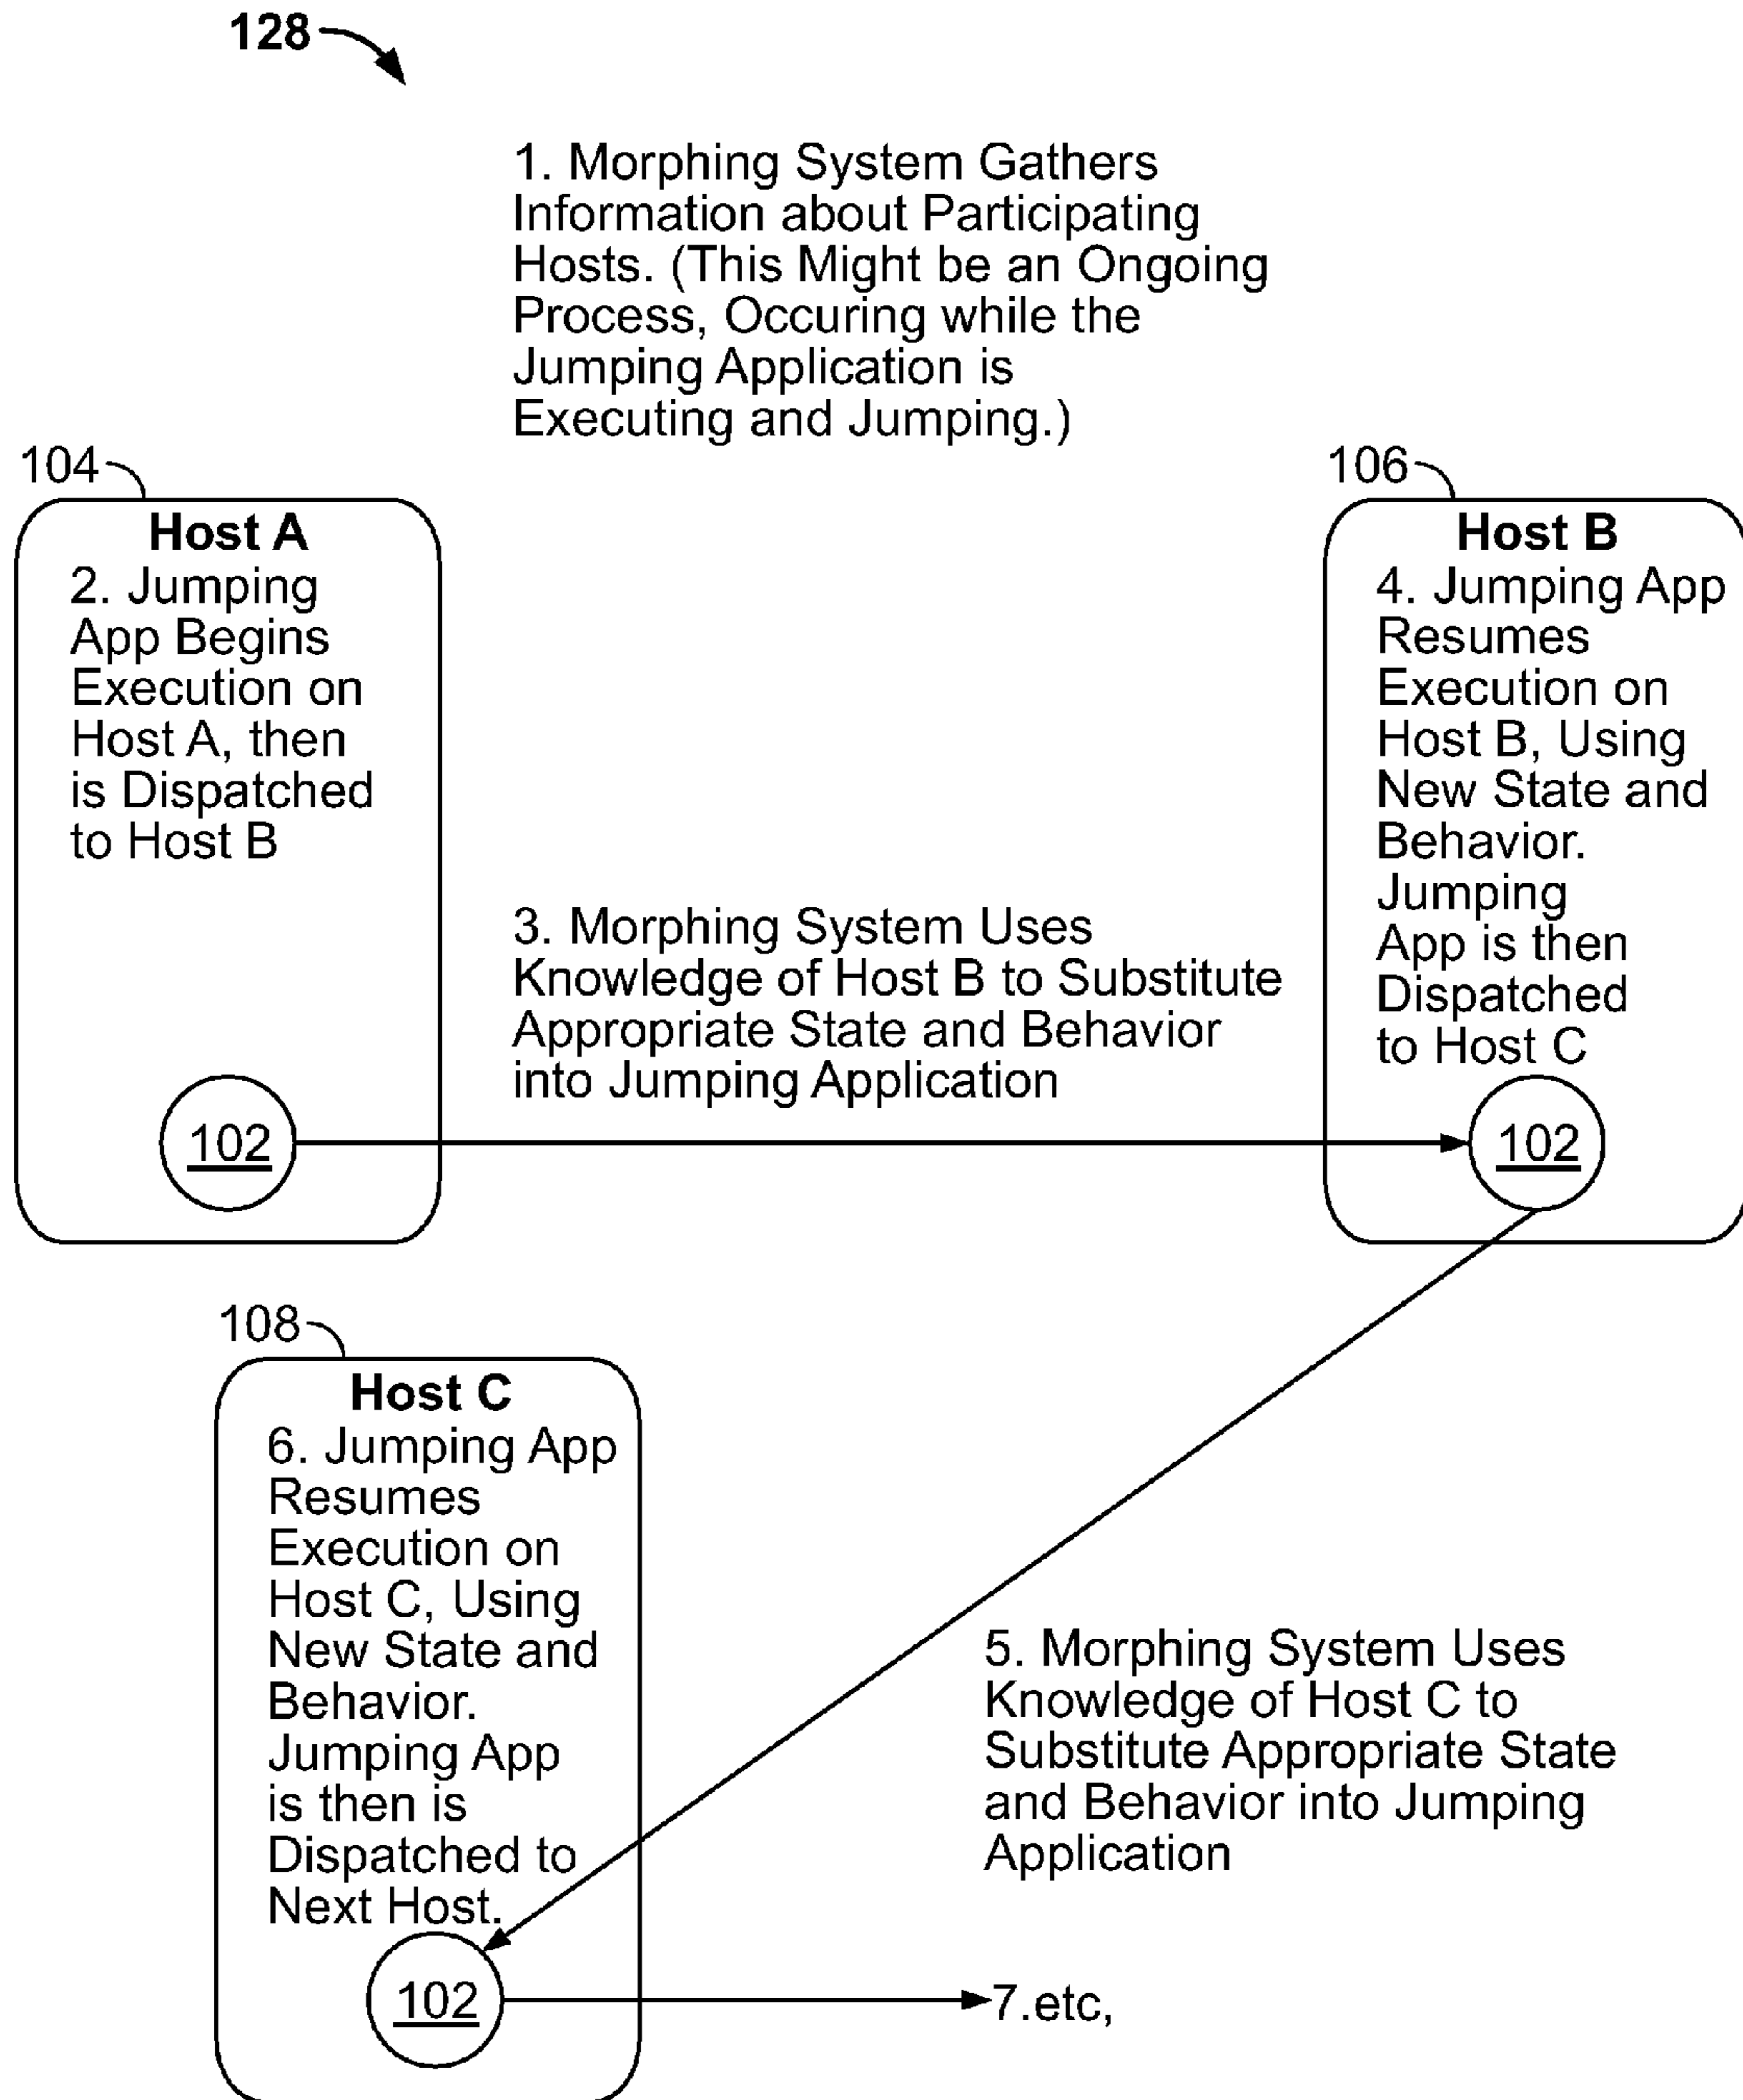 128
1. Morphing System Gathers
Information about Participating
Hosts. (This Might be an Ongoing
Process, Occuring while the
Jumping Application is
Executing and Jumping.)
104
Host A
2. Jumping
App Begins
Execution on
Host A, then
is Dispatched
to Host B
102
3. Morphing System Uses
Knowledge of Host B to Substitute
Appropriate State and Behavior
into Jumping Application
106
Host B
4. Jumping App
Resumes
Execution on
Host B, Using
New State and
Behavior.
Jumping
App is then
Dispatched
to Host C
102
108
Host C
6. Jumping App
Resumes
Execution on
Host C, Using
New State and
Behavior.
Jumping App
is then is
Dispatched to
Next Host.
102
5. Morphing System Uses
Knowledge of Host C to
Substitute Appropriate State
and Behavior into Jumping
Application
7.etc,